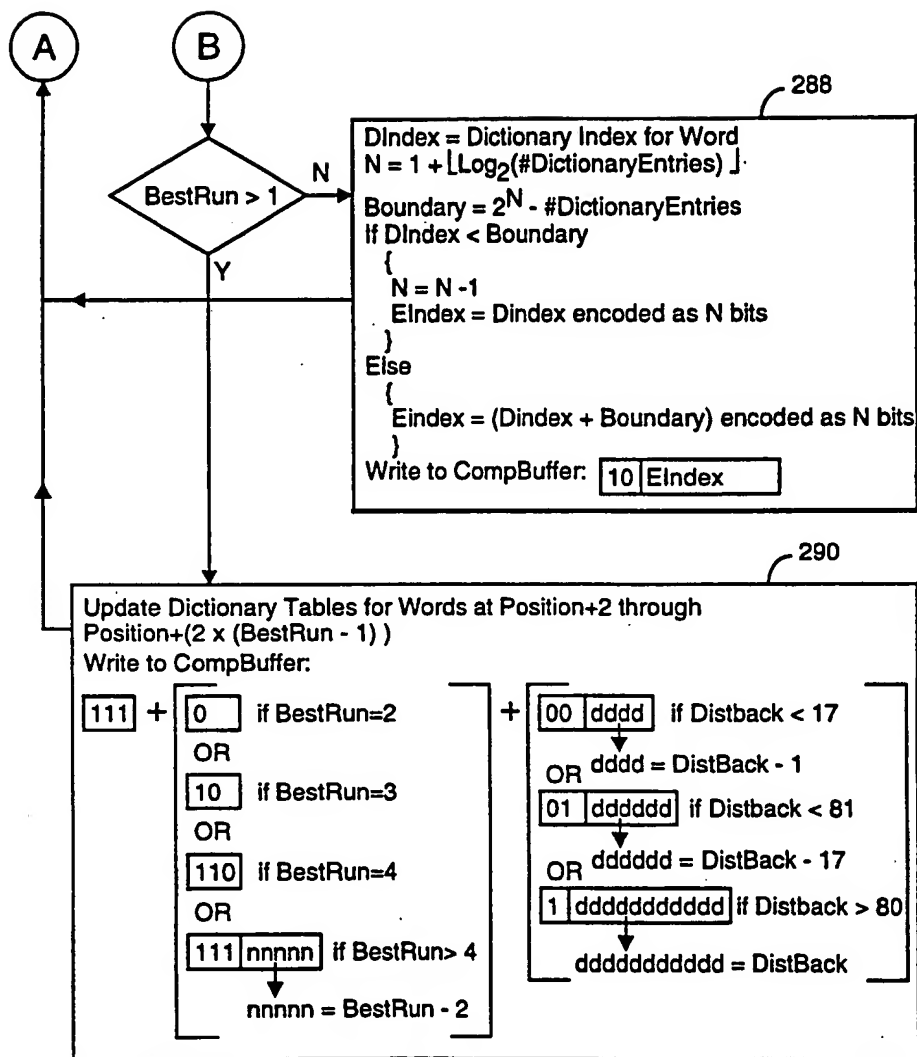 A
B
288
BestRun > 1
N
Y
DIndex = Dictionary Index for Word
N = 1 + ⌊Log2(#DictionaryEntries) ⌋
Boundary = 2^N - #DictionaryEntries
If DIndex < Boundary
{
N = N -1
EIndex = Dindex encoded as N bits
}
Else
{
Eindex = (Dindex + Boundary) encoded as N bits
}
Write to CompBuffer: 10 EIndex
290
Update Dictionary Tables for Words at Position+2 through
Position+(2 x (BestRun - 1) )
Write to CompBuffer:
111 +
0 if BestRun=2
OR
10 if BestRun=3
OR
110 if BestRun=4
OR
111 nnnnn if BestRun> 4
nnnnn = BestRun - 2
+
00 dddd if Distback < 17
dddd = DistBack - 1
OR
01 dddddd if Distback < 81
dddddd = DistBack - 17
OR
1 ddddddddddd if Distback > 80
ddddddddddd = DistBack